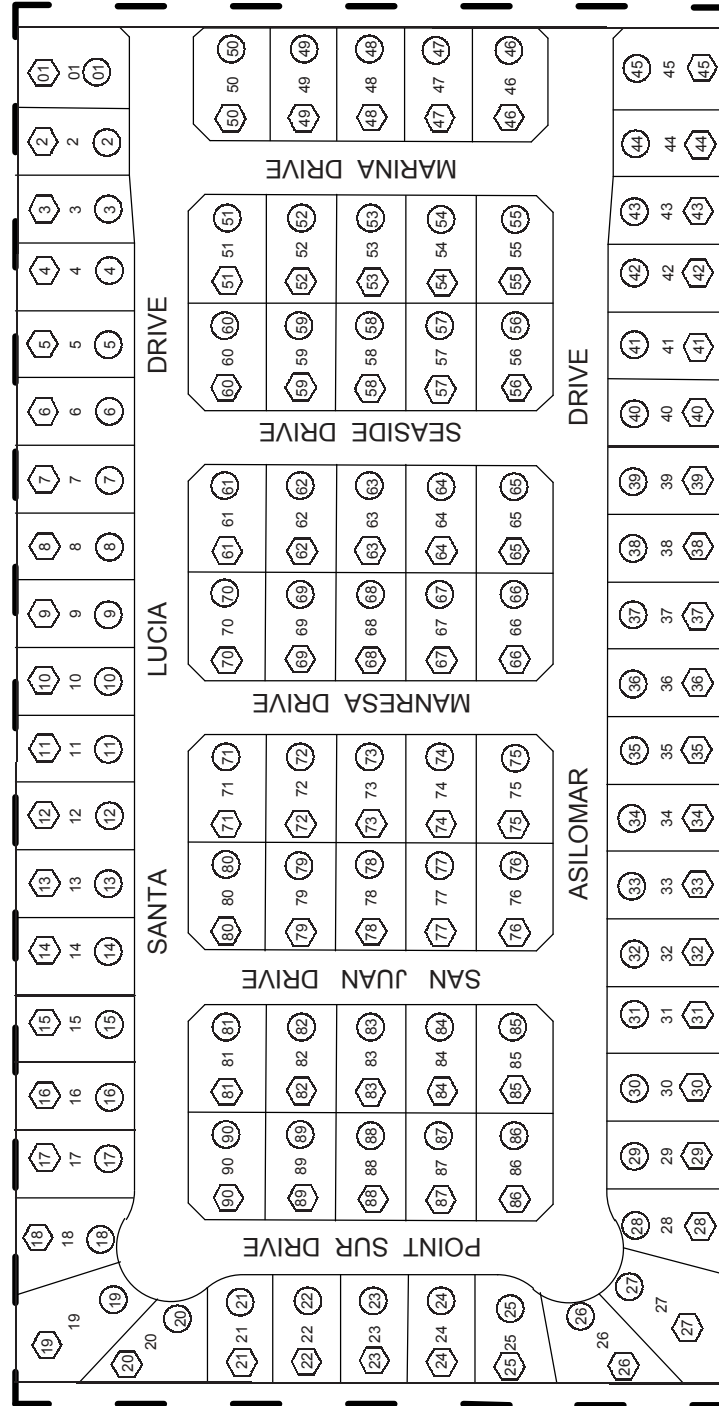 01 01 01
2 2 2
3 3 3
4 4 4
5 5 5
6 6 6
7 7 7
8 8 8
9 9 9
10 10 10
11 11 11
12 12 12
13 13 13
14 14 14
15 15 15
16 16 16
17 17 17
18 18 18
19 19 19
20 20 20
SANTA LUCIA DRIVE
50 50 50
49 49 49
48 48 48
47 47 47
46 46 46
MARINA DRIVE
51 51 51
52 52 52
53 53 53
54 54 54
55 55 55
60 60 60
59 59 59
58 58 58
57 57 57
56 56 56
SEASIDE DRIVE
61 61 61
62 62 62
63 63 63
64 64 64
65 65 65
70 70 70
69 69 69
68 68 68
67 67 67
66 66 66
MANRESA DRIVE
71 71 71
72 72 72
73 73 73
74 74 74
75 75 75
80 80 80
79 79 79
78 78 78
77 77 77
76 76 76
SAN JUAN DRIVE
81 81 81
82 82 82
83 83 83
84 84 84
85 85 85
90 90 90
89 89 89
88 88 88
87 87 87
86 86 86
POINT SUR DRIVE
21 21 21
22 22 22
23 23 23
24 24 24
25 25 25
ASILOMAR DRIVE
45 45 45
44 44 44
43 43 43
42 42 42
41 41 41
40 40 40
39 39 39
38 38 38
37 37 37
36 36 36
35 35 35
34 34 34
33 33 33
32 32 32
31 31 31
30 30 30
29 29 29
28 28 28
27 27 27
26 26 26